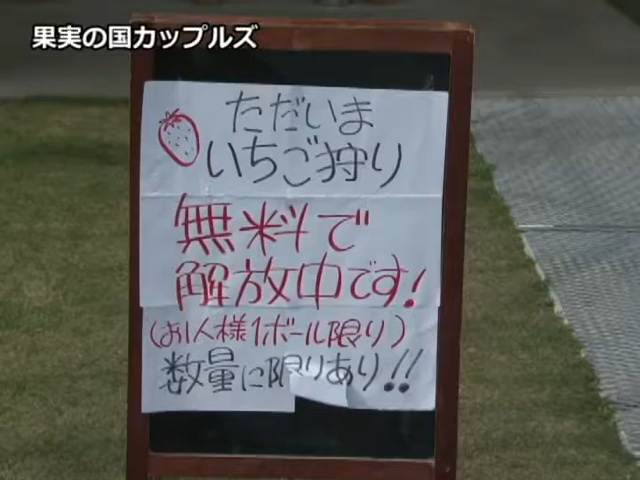 果実の国カップルズ
ただいま
いちご狩り
無料で
解放中です!
(お1人様1ボール限り)
数量に限りあり!!